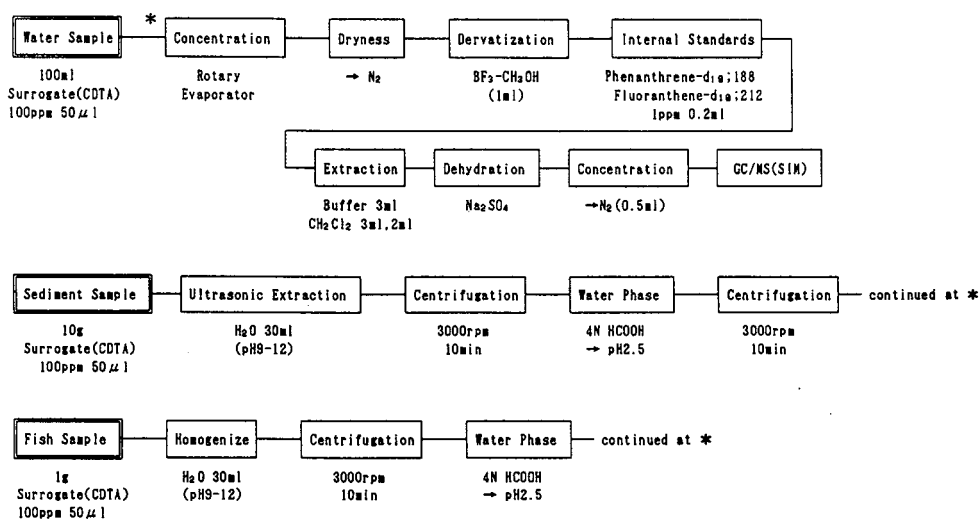 *
Water Sample Concentration Dryness Dervatization Internal Standards
100ml Rotary → N₂ BF₃-CH₃OH Phenanthrene-d₁₀;188
Surrogate(CDTA) Evaporator (1ml) Fluoranthene-d₁₀;212
100ppm 50μl 1ppm 0.2ml
Extraction Dehydration Concentration GC/MS(SIM)
Buffer 3ml Na₂SO₄ →N₂(0.5ml)
CH₂Cl₂ 3ml,2ml
Sediment Sample Ultrasonic Extraction Centrifugation Water Phase Centrifugation continued at *
10g H₂O 30ml 3000rpm 4N HCOOH 3000rpm
Surrogate(CDTA) (pH9-12) 10min → pH2.5 10min
100ppm 50μl
Fish Sample Homogenize Centrifugation Water Phase continued at *
1g H₂O 30ml 3000rpm 4N HCOOH
Surrogate(CDTA) (pH9-12) 10min → pH2.5
100ppm 50μl